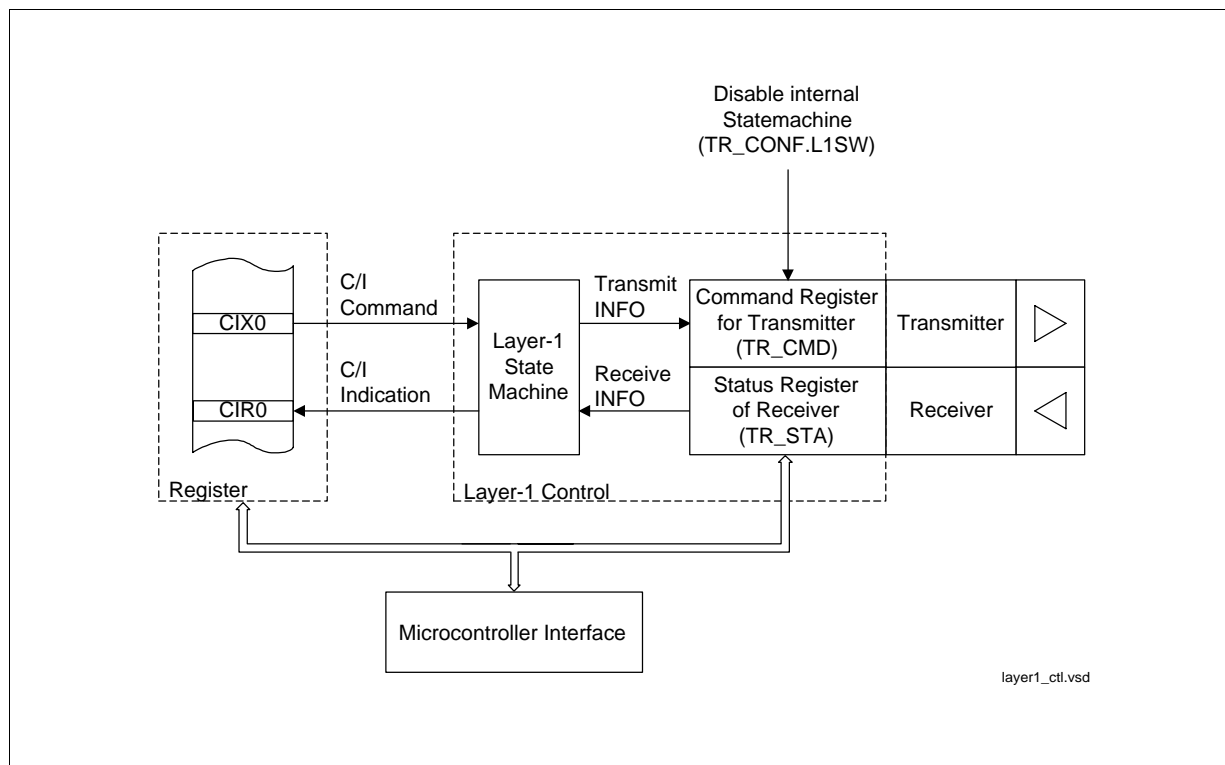 Disable internal
Statemachine
(TR_CONF.L1SW)
C/I
Command
CIX0
C/I
Indication
CIR0
Register
Transmit
INFO
Receive
INFO
Layer-1
State
Machine
Command Register
for Transmitter
(TR_CMD)
Transmitter
Status Register
of Receiver
(TR_STA)
Receiver
Layer-1 Control
Microcontroller Interface
layer1_ctl.vsd